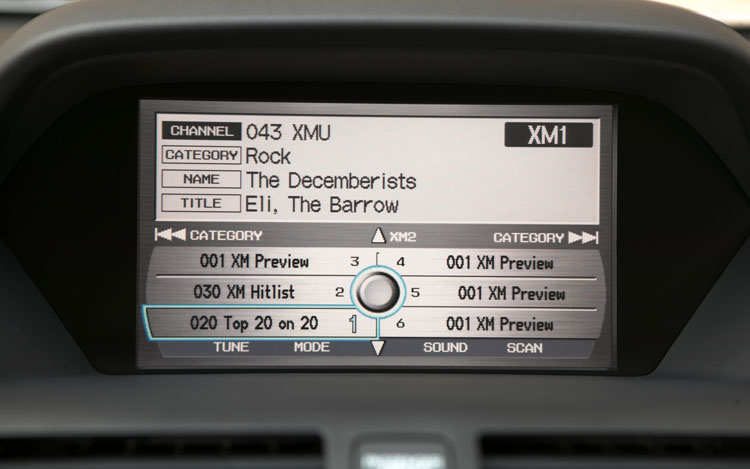 CHANNEL 043 XMU XM1
CATEGORY Rock
NAME The Decemberists
TITLE Eli, The Barrow
CATEGORY XM2 CATEGORY
001 XM Preview 3 4 001 XM Preview
030 XM Hitlist 2 5 001 XM Preview
020 Top 20 on 20 1 6 001 XM Preview
TUNE MODE SOUND SCAN